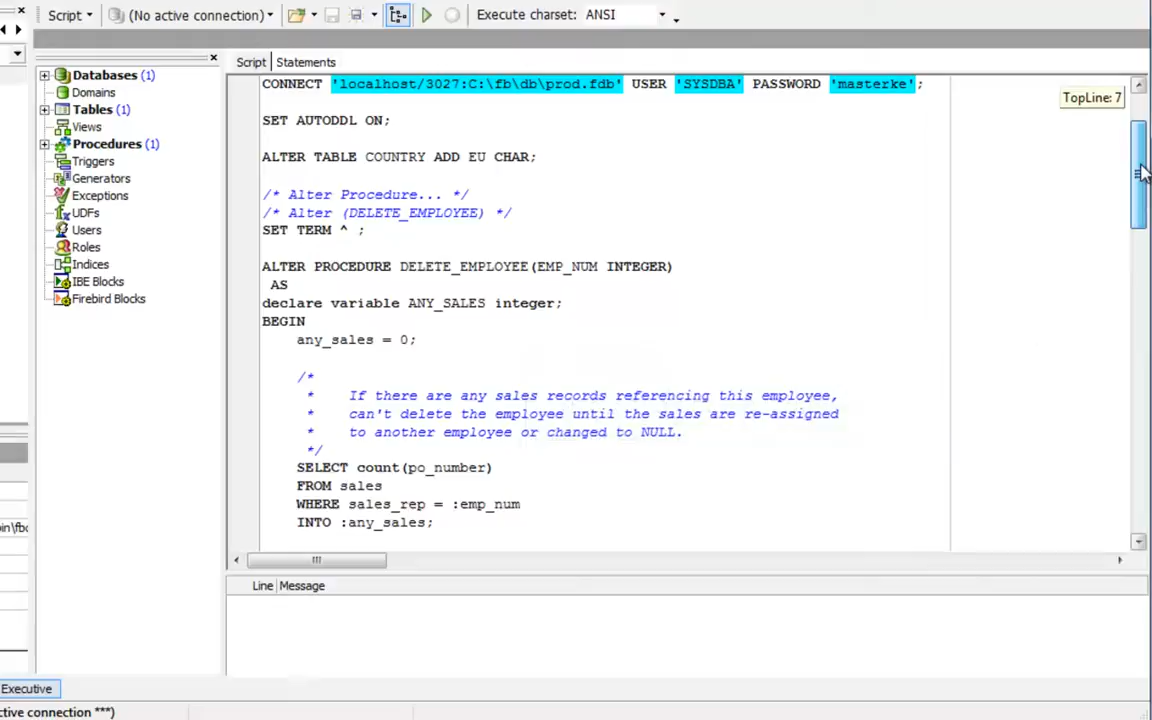 Script (No active connection) Execute charset: ANSI
Script Statements
Databases (1)
Domains
Tables (1)
Views
Procedures (1)
Triggers
Generators
Exceptions
UDFs
Users
Roles
Indices
IBE Blocks
Firebird Blocks
CONNECT 'localhost/3027:C:\fb\db\prod.fdb' USER 'SYSDBA' PASSWORD 'masterke';
TopLine: 7
SET AUTODDL ON;
ALTER TABLE COUNTRY ADD EU CHAR;
/* Alter Procedure... */
/* Alter (DELETE_EMPLOYEE) */
SET TERM ^ ;
ALTER PROCEDURE DELETE_EMPLOYEE(EMP_NUM INTEGER)
AS
declare variable ANY_SALES integer;
BEGIN
any_sales = 0;
/*
* If there are any sales records referencing this employee,
* can't delete the employee until the sales are re-assigned
* to another employee or changed to NULL.
*/
SELECT count(po_number)
FROM sales
WHERE sales_rep = :emp_num
INTO :any_sales;
Line Message
Executive
ctive connection ***)